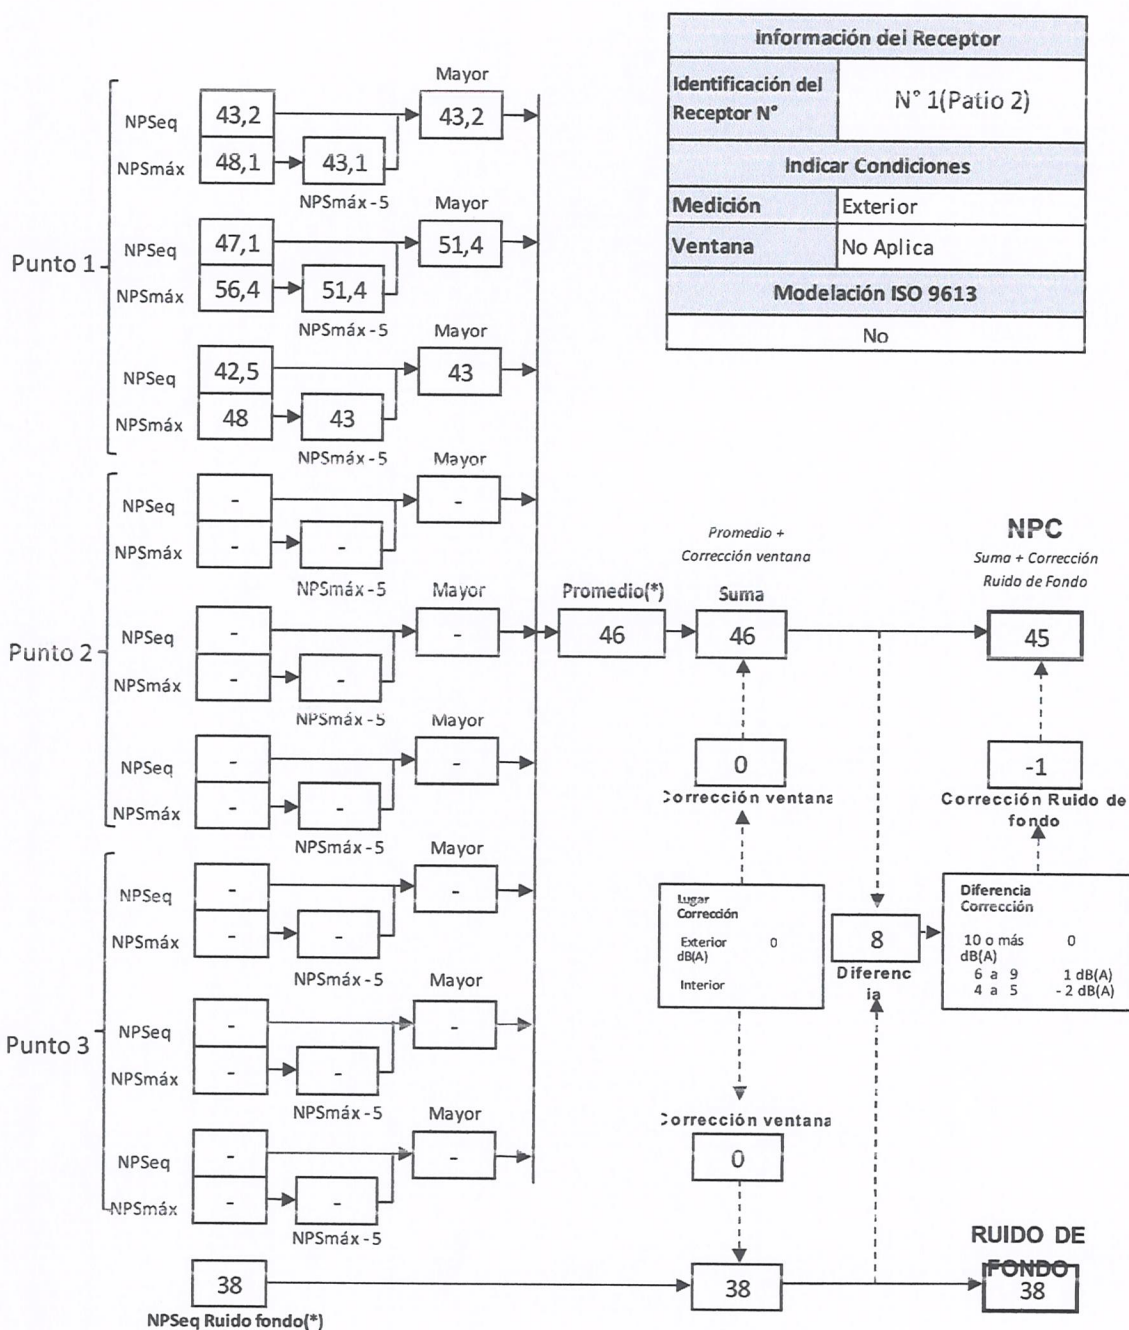 Información del Receptor
Identificación del Receptor N°
N° 1(Patio 2)
Indicar Condiciones
Medición Exterior
Ventana No Aplica
Modelación ISO 9613
No
Punto 1
Mayor
NPSeq 43,2 43,2
NPSmáx 48,1 43,1
NPSmáx - 5 Mayor
NPSeq 47,1 51,4
NPSmáx 56,4 51,4
NPSmáx - 5 Mayor
NPSeq 42,5 43
NPSmáx 48 43
NPSmáx - 5 Mayor
Punto 2
NPSeq - -
NPSmáx - -
NPSmáx - 5 Mayor
NPSeq - -
NPSmáx - -
NPSmáx - 5 Mayor
NPSeq - -
NPSmáx - -
NPSmáx - 5 Mayor
Punto 3
NPSeq - -
NPSmáx - -
NPSmáx - 5 Mayor
NPSeq - -
NPSmáx - -
NPSmáx - 5 Mayor
NPSeq - -
NPSmáx - -
NPSmáx - 5
Promedio(*)
46
Promedio +
Corrección ventana
Suma
46
NPC
Suma + Corrección
Ruido de Fondo
45
0
Corrección ventana
-1
Corrección Ruido de
fondo
Lugar
Corrección
Exterior 0
dB(A)
Interior
8
Diferenc
ia
Diferencia
Corrección
10 o más 0
dB(A)
6 a 9 1 dB(A)
4 a 5 - 2 dB(A)
Corrección ventana
0
38
NPSeq Ruido fondo(*)
38
RUIDO DE
FONDO
38